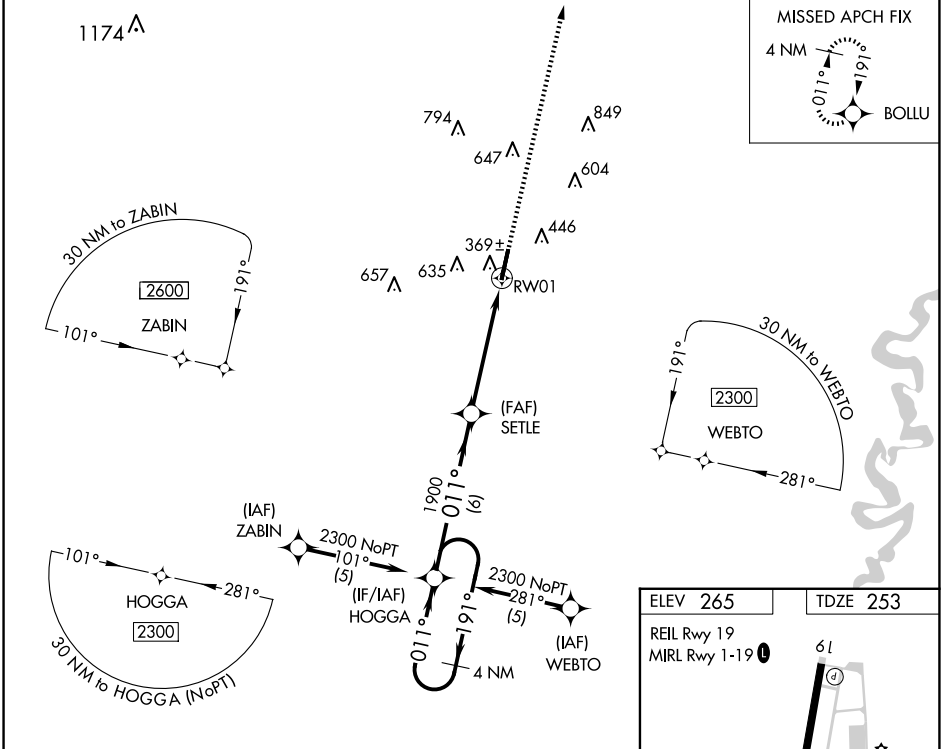 1174
MISSED APCH FIX
4 NM
011°
191°
BOLLU
794
849
647
604
446
369±
635
657
RW01
30 NM to ZABIN
2600
ZABIN
101°
191°
30 NM to WEBTO
191°
2300
WEBTO
281°
(FAF)
SETLE
1900
011°
(6)
(IAF)
ZABIN
2300 NoPT
101°
(5)
(IF/IAF)
HOGGA
2300 NoPT
281°
(5)
(IAF)
WEBTO
011°
191°
4 NM
101°
281°
HOGGA
2300
30 NM to HOGGA (NoPT)
ELEV 265
TDZE 253
REIL Rwy 19
MIRL Rwy 1-19 L
19
P